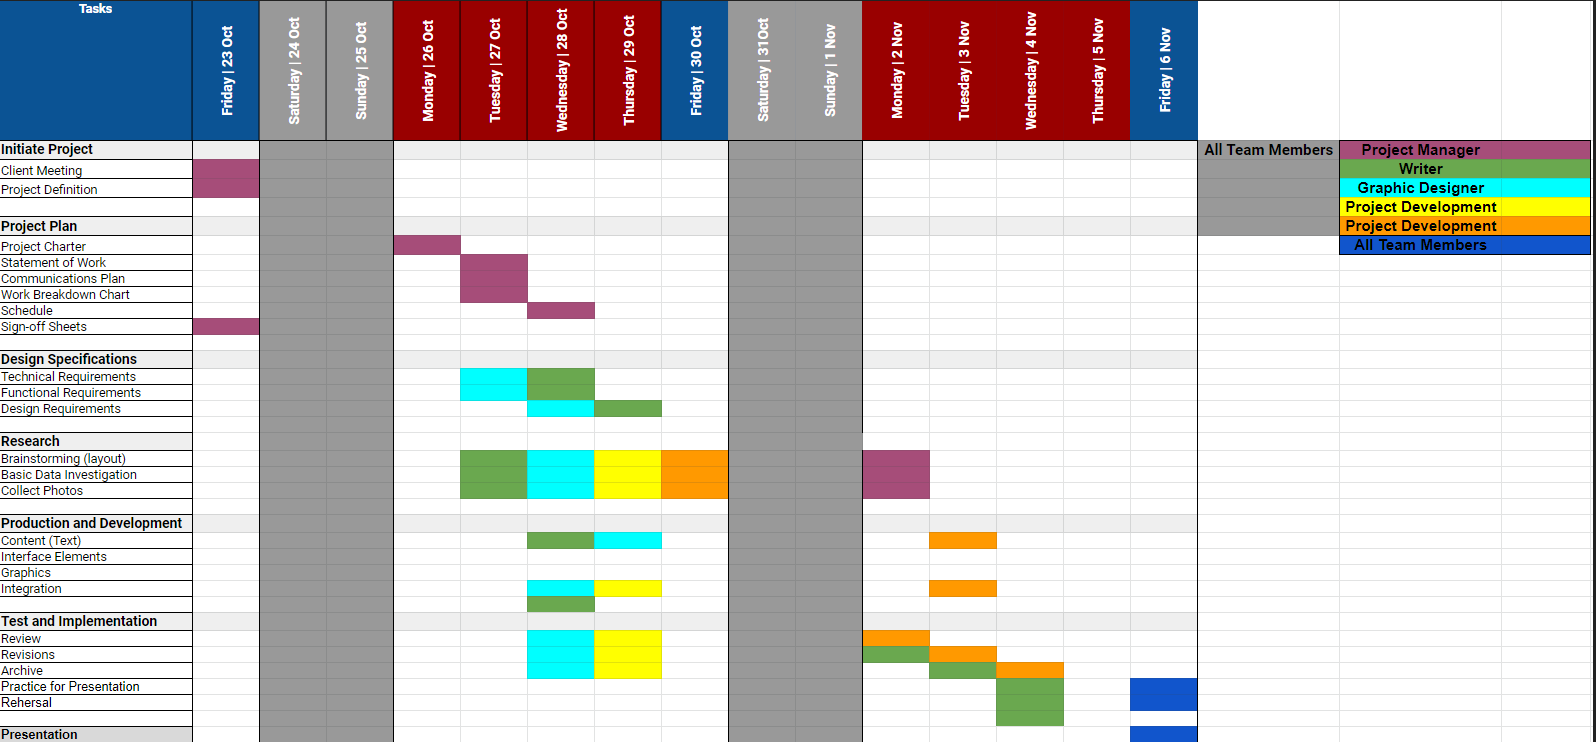 Tasks
Friday | 23 Oct
Saturday | 24 Oct
Sunday | 25 Oct
Monday | 26 Oct
Tuesday | 27 Oct
Wednesday | 28 Oct
Thursday | 29 Oct
Friday | 30 Oct
Saturday | 31Oct
Sunday | 1 Nov
Monday | 2 Nov
Tuesday | 3 Nov
Wednesday | 4 Nov
Thursday | 5 Nov
Friday | 6 Nov
Initiate Project
All Team Members
Project Manager
Client Meeting
Writer
Project Definition
Graphic Designer
Project Development
Project Plan
Project Development
Project Charter
All Team Members
Statement of Work
Communications Plan
Work Breakdown Chart
Schedule
Sign-off Sheets
Design Specifications
Technical Requirements
Functional Requirements
Design Requirements
Research
Brainstorming (layout)
Basic Data Investigation
Collect Photos
Production and Development
Content (Text)
Interface Elements
Graphics
Integration
Test and Implementation
Review
Revisions
Archive
Practice for Presentation
Rehersal
Presentation